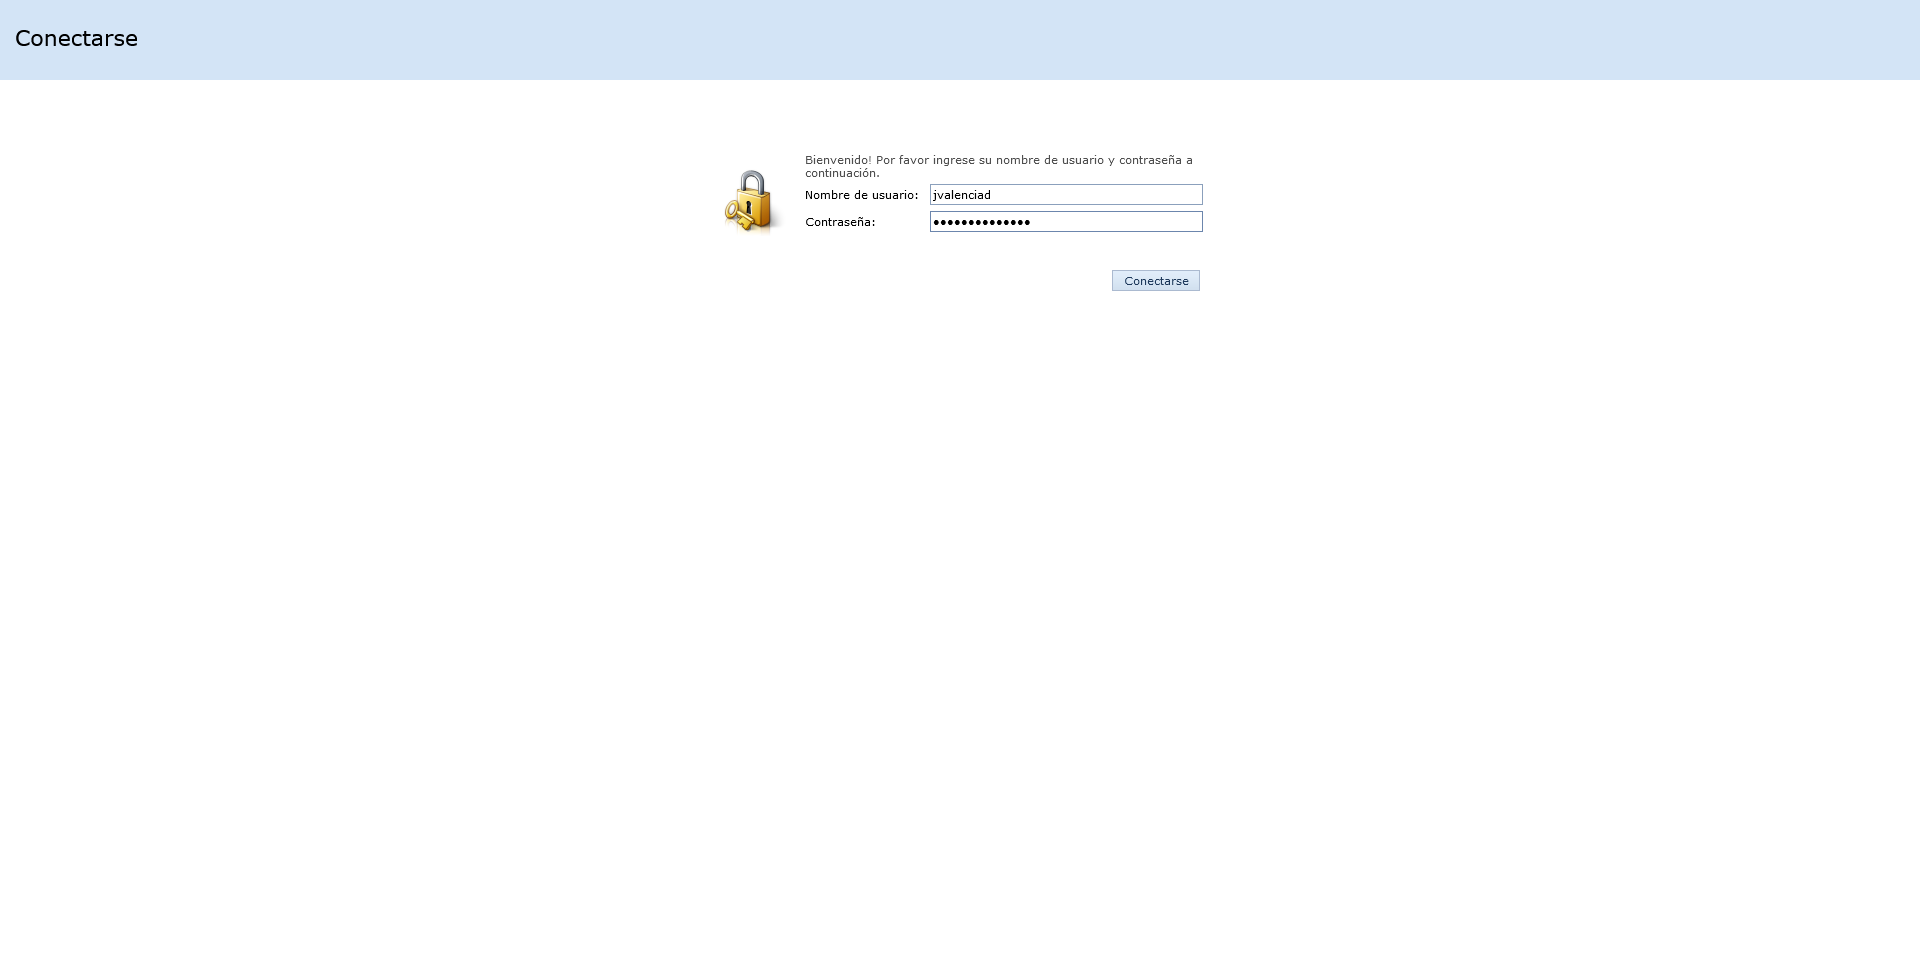 Conectarse
Bienvenido! Por favor ingrese su nombre de usuario y contraseña a
continuación.
Nombre de usuario: jvalenciad
Contraseña: ••••••••••••••
Conectarse